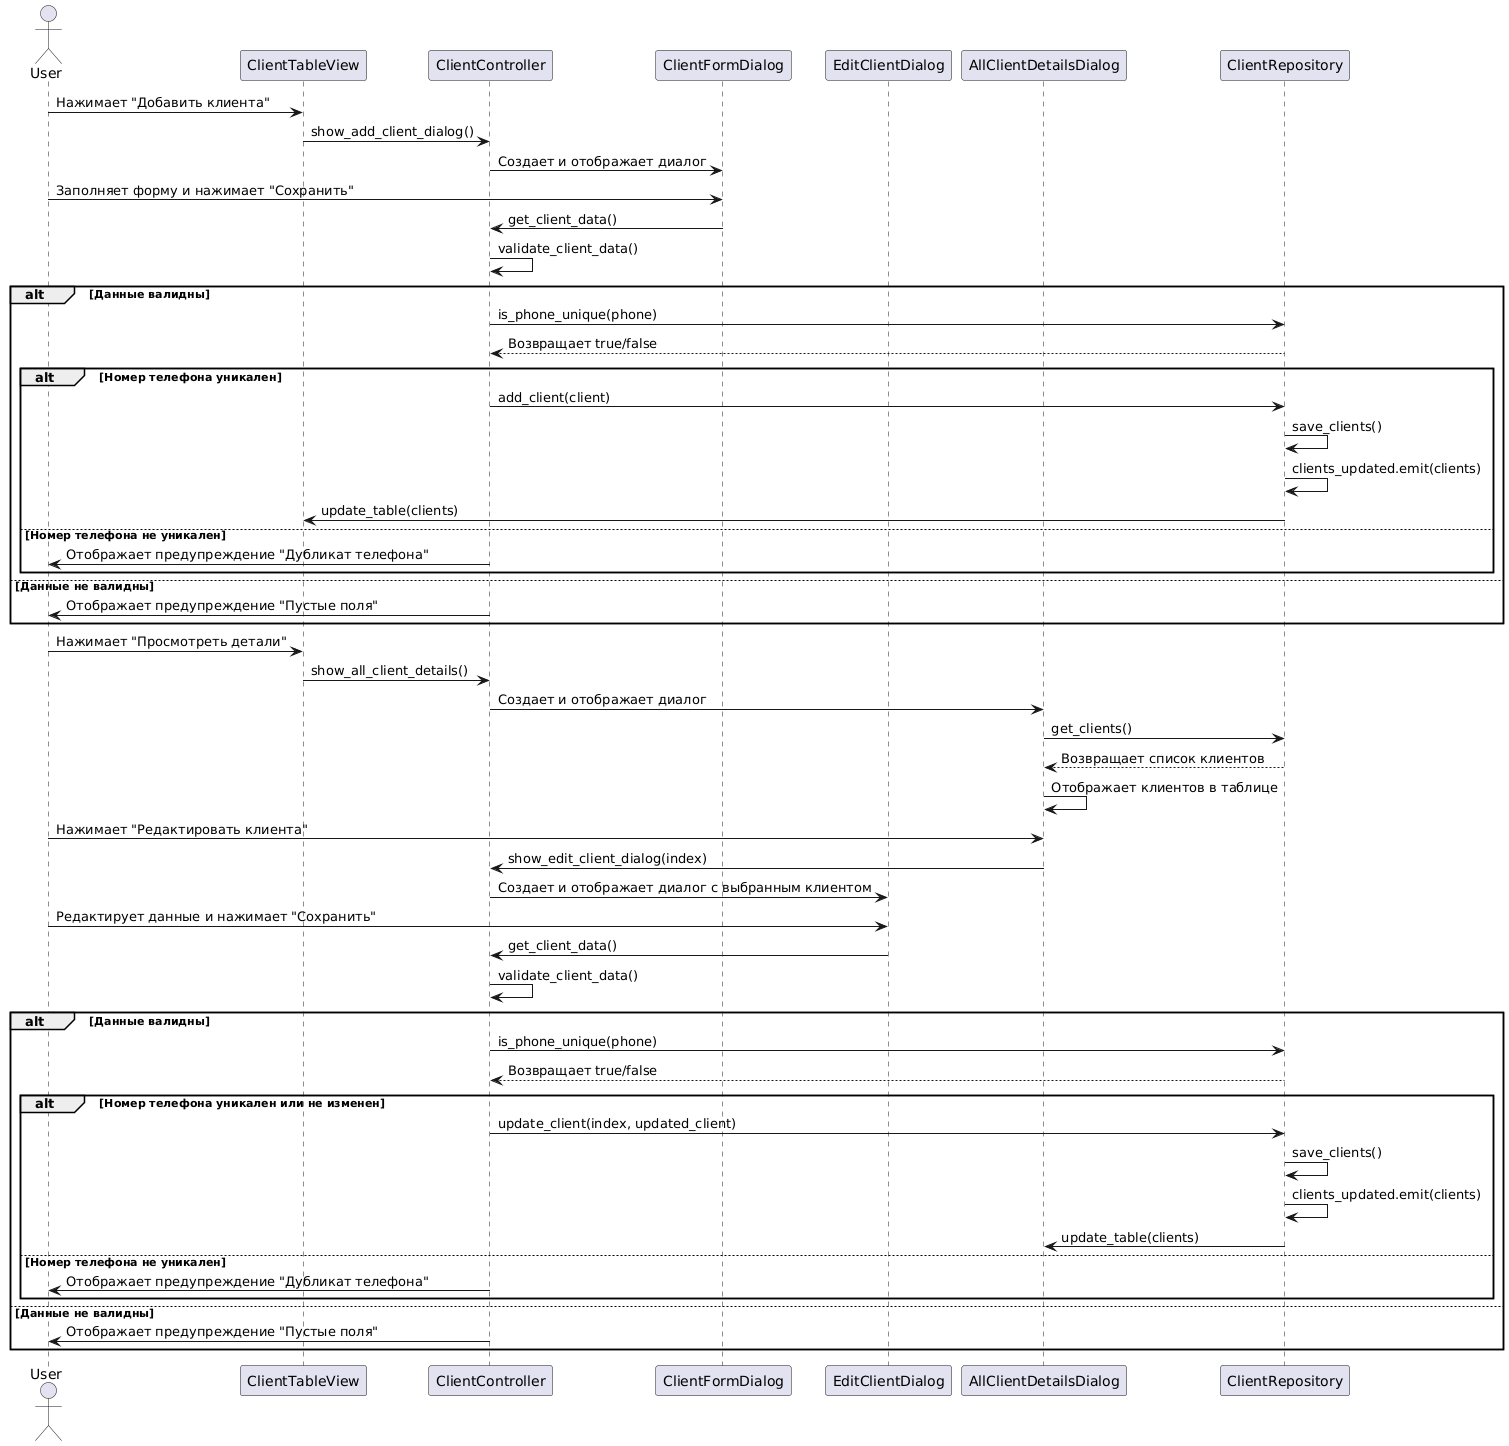 User
ClientTableView
ClientController
ClientFormDialog
EditClientDialog
AllClientDetailsDialog
ClientRepository
Нажимает "Добавить клиента"
show_add_client_dialog()
Создает и отображает диалог
Заполняет форму и нажимает "Сохранить"
get_client_data()
validate_client_data()
alt
[Данные валидны]
is_phone_unique(phone)
Возвращает true/false
alt
[Номер телефона уникален]
add_client(client)
save_clients()
clients_updated.emit(clients)
update_table(clients)
[Номер телефона не уникален]
Отображает предупреждение "Дубликат телефона"
[Данные не валидны]
Отображает предупреждение "Пустые поля"
Нажимает "Просмотреть детали"
show_all_client_details()
Создает и отображает диалог
get_clients()
Возвращает список клиентов
Отображает клиентов в таблице
Нажимает "Редактировать клиента"
show_edit_client_dialog(index)
Создает и отображает диалог с выбранным клиентом
Редактирует данные и нажимает "Сохранить"
get_client_data()
validate_client_data()
alt
[Данные валидны]
is_phone_unique(phone)
Возвращает true/false
alt
[Номер телефона уникален или не изменен]
update_client(index, updated_client)
save_clients()
clients_updated.emit(clients)
update_table(clients)
[Номер телефона не уникален]
Отображает предупреждение "Дубликат телефона"
[Данные не валидны]
Отображает предупреждение "Пустые поля"
User
ClientTableView
ClientController
ClientFormDialog
EditClientDialog
AllClientDetailsDialog
ClientRepository